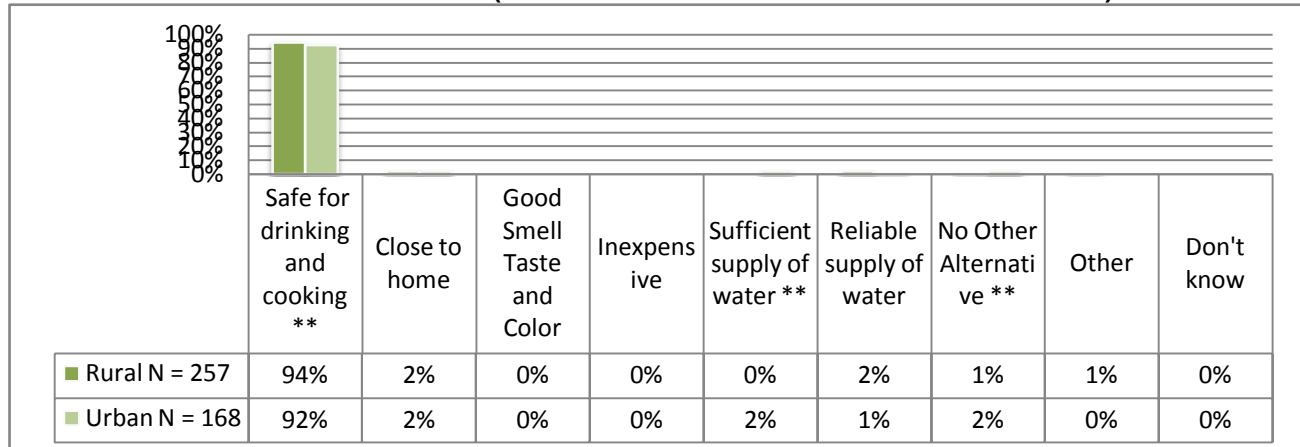 100%
90%
80%
70%
60%
50%
40%
30%
20%
10%
0%
Safe for
drinking
and
cooking
**
Close to
home
Good
Smell
Taste
and
Color
Inexpens
ive
Sufficient
supply of
water **
Reliable
supply of
water
No Other
Alternati
ve **
Other
Don't
know
Rural N = 257 94% 2% 0% 0% 0% 2% 1% 1% 0%
Urban N = 168 92% 2% 0% 0% 2% 1% 2% 0% 0%